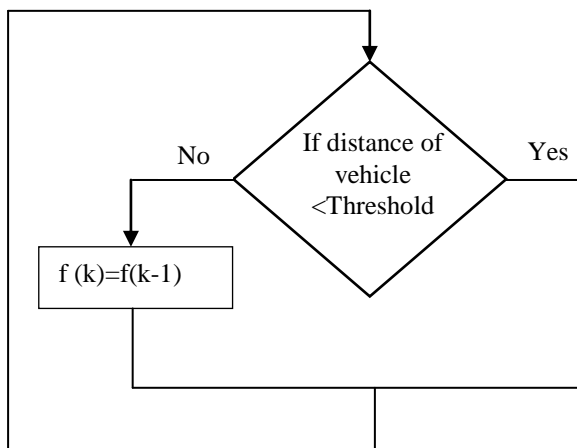 If distance of
vehicle
<Threshold
No
Yes
f (k)=f(k-1)